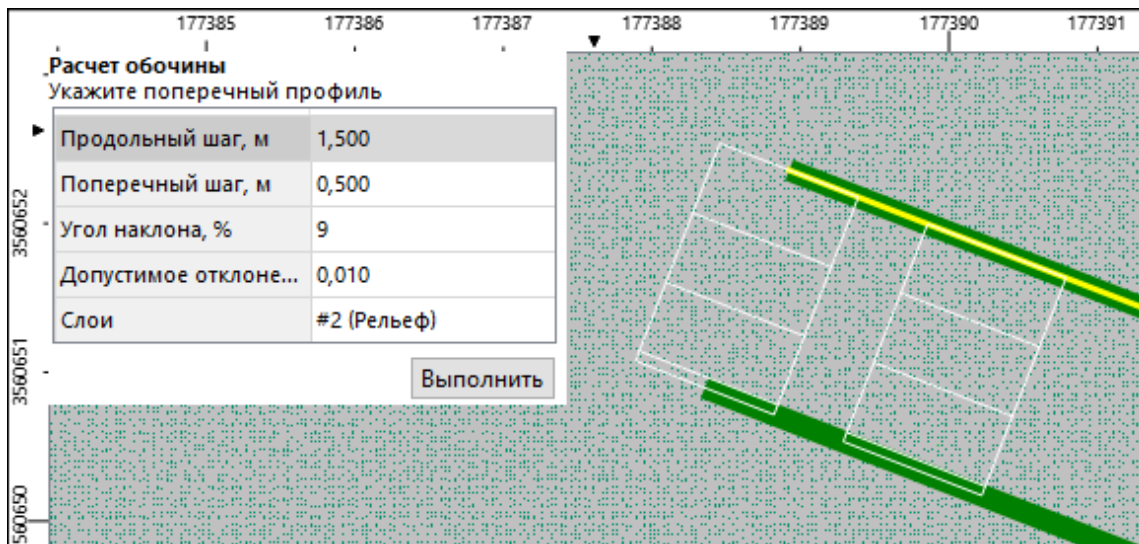 177385 177386 177387 177388 177389 177390 177391
Расчет обочины
Укажите поперечный профиль
Продольный шаг, м 1,500
Поперечный шаг, м 0,500
Угол наклона, % 9
Допустимое отклоне... 0,010
Слои #2 (Рельеф)
Выполнить
3560652
3560651
560650